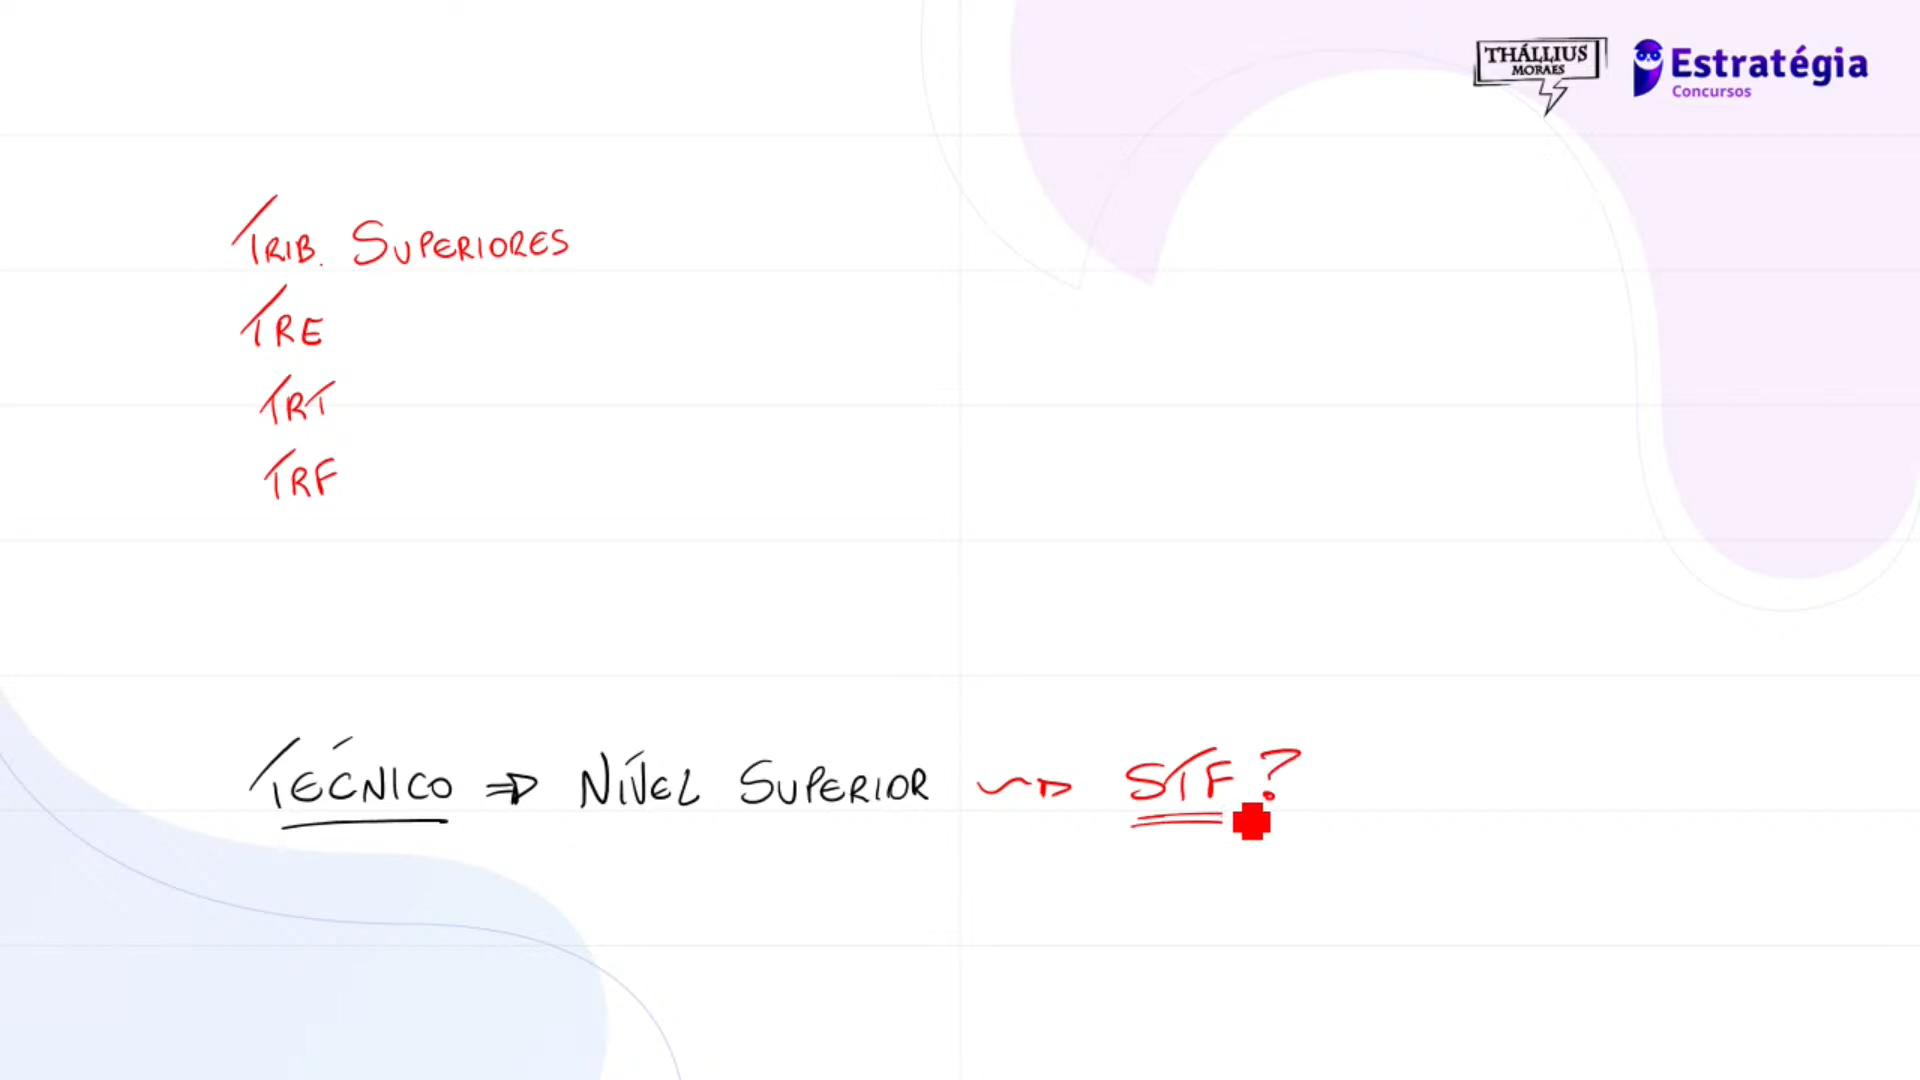 THÁLLIUS
MORAES
Estratégia
Concursos
TRIB. SUPERIORES
TRE
TRT
TRF
TÉCNICO ⇒ NÍVEL SUPERIOR → STF?